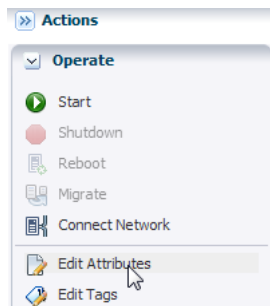 Actions
Operate
Start
Shutdown
Reboot
Migrate
Connect Network
Edit Attributes
Edit Tags